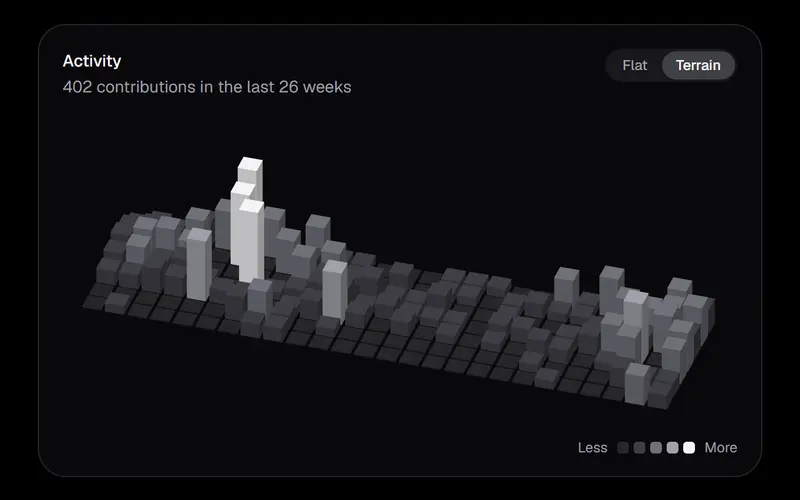 Activity
402 contributions in the last 26 weeks
Flat
Terrain
Less
More